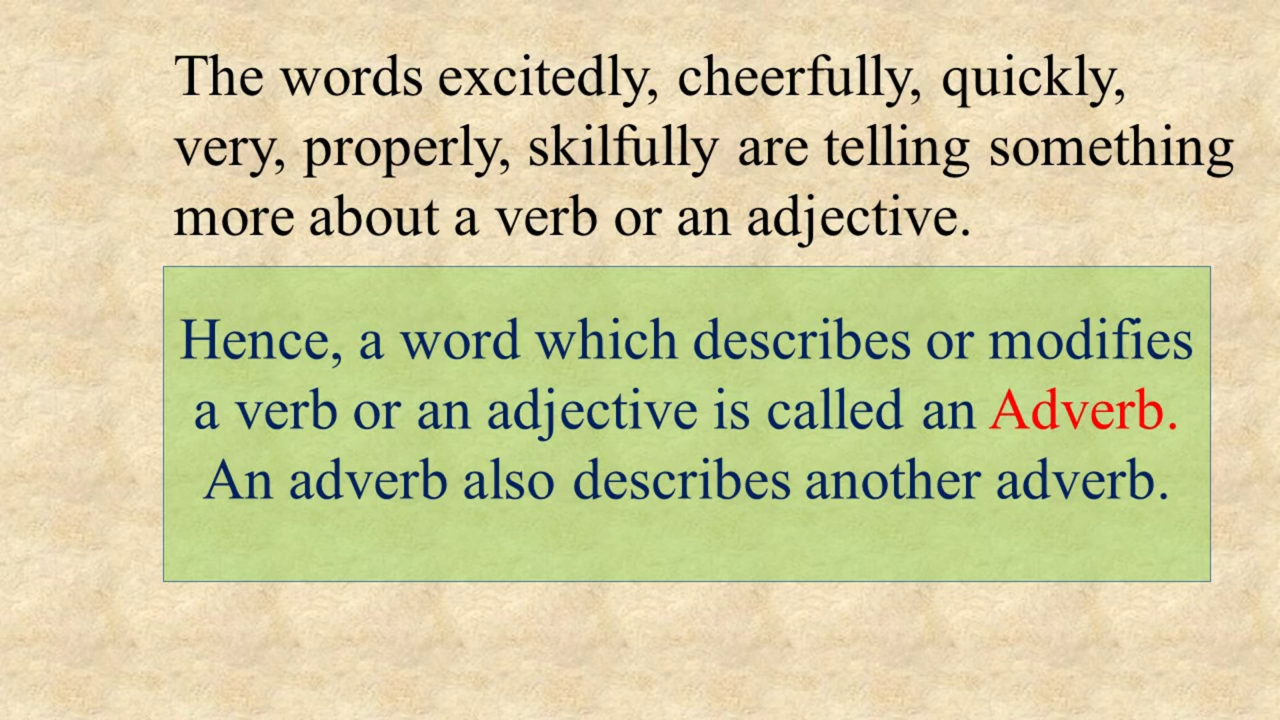 The words excitedly, cheerfully, quickly,
very, properly, skilfully are telling something
more about a verb or an adjective.
Hence, a word which describes or modifies
a verb or an adjective is called an Adverb.
An adverb also describes another adverb.